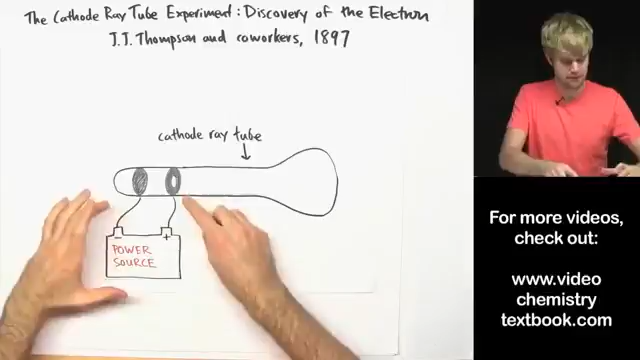 The Cathode Ray Tube Experiment: Discovery of the Electron
J.J. Thompson and coworkers, 1897
cathode ray tube
- +
POWER
SOURCE
For more videos,
check out:
www.video
chemistry
textbook.com